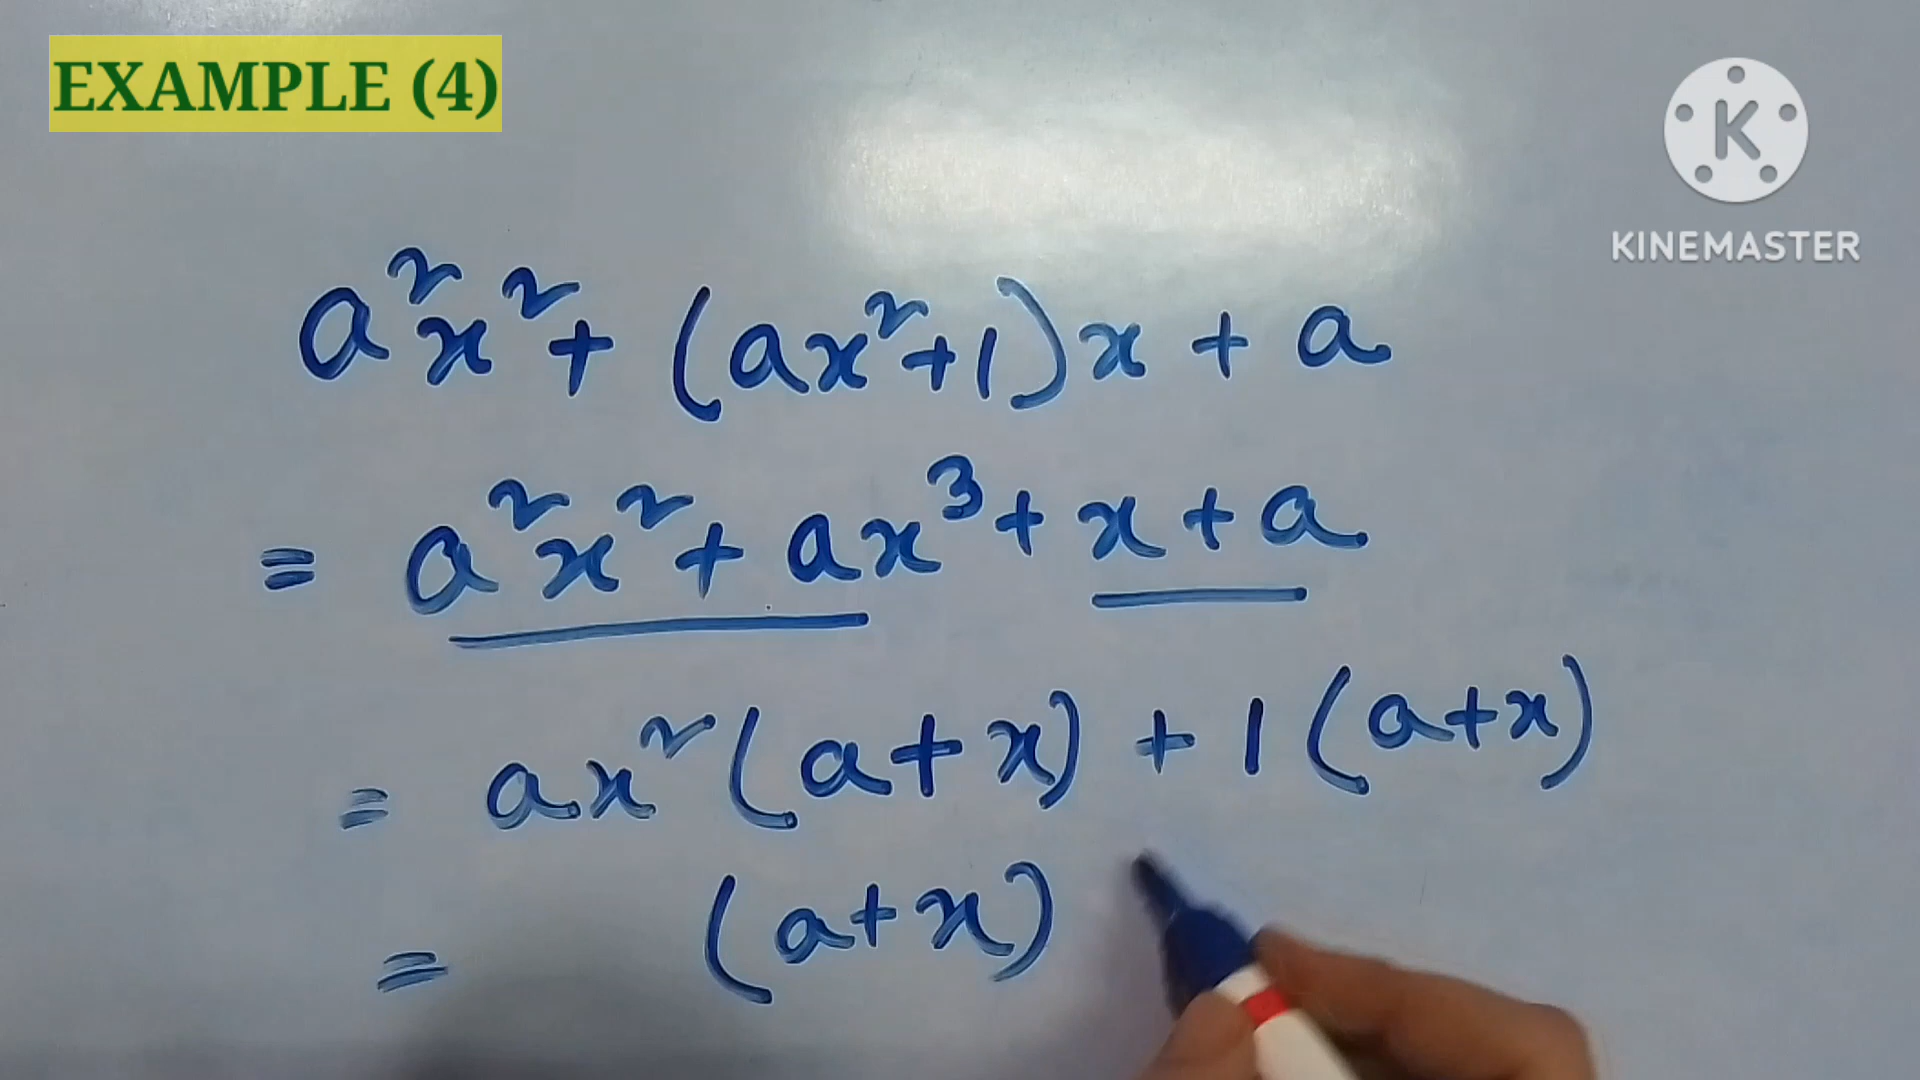 EXAMPLE (4)
K
KINEMASTER
a²x² + (ax²+1)x + a
= a²x² + ax³ + x + a
= ax²(a+x) + 1(a+x)
= (a+x)